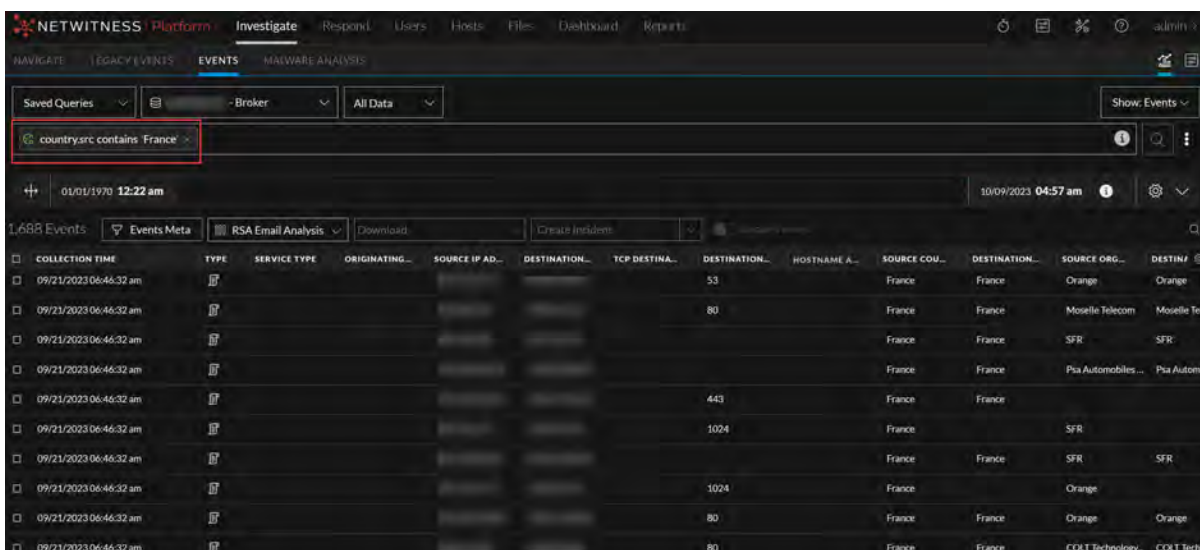 NETWITNESS Platform Investigate Respond Users Hosts Files Dashboard Reports admin
NAVIGATE LEGACY EVENTS EVENTS MALWARE ANALYSIS
Saved Queries - Broker All Data Show: Events
country.src contains 'France' ×
01/01/1970 12:22 am 10/09/2023 04:57 am
1,688 Events Events Meta RSA Email Analysis Download Create Incident
COLLECTION TIME TYPE SERVICE TYPE ORIGINATING... SOURCE IP AD... DESTINATION... TCP DESTINA... DESTINATION... HOSTNAME A... SOURCE COU... DESTINATION... SOURCE ORG... DESTINA
09/21/2023 06:46:32 am 53 France France Orange Orange
09/21/2023 06:46:32 am 80 France France Moselle Telecom Moselle Te
09/21/2023 06:46:32 am France France SFR SFR
09/21/2023 06:46:32 am France France Psa Automobiles ... Psa Autom
09/21/2023 06:46:32 am 443 France France
09/21/2023 06:46:32 am 1024 France SFR
09/21/2023 06:46:32 am France France SFR SFR
09/21/2023 06:46:32 am 1024 France Orange
09/21/2023 06:46:32 am 80 France France Orange Orange
09/21/2023 06:46:32 am 80 France France COLT Technology... COLT Tech